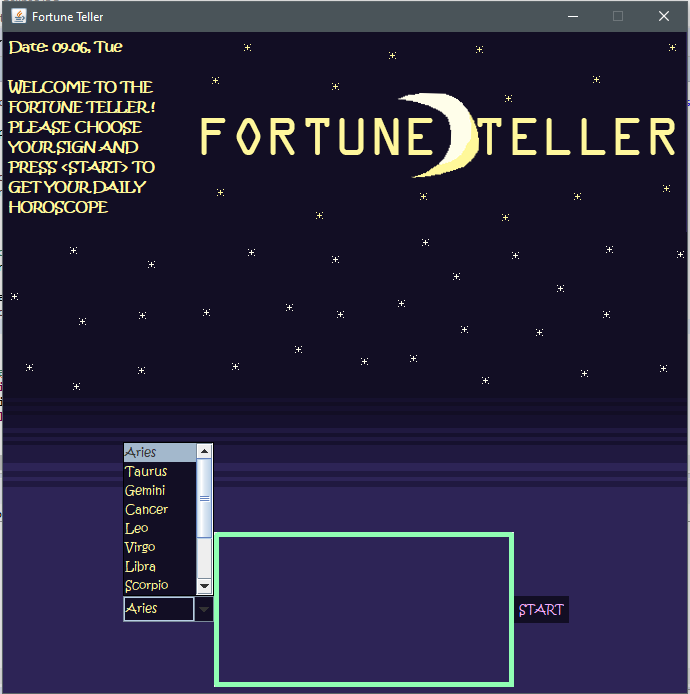 Fortune Teller
Date: 09.06, Tue
WELCOME TO THE
FORTUNE TELLER!
PLEASE CHOOSE
YOUR SIGN AND
PRESS <START> TO
GET YOUR DAILY
HOROSCOPE
FORTUNE TELLER
Aries
Taurus
Gemini
Cancer
Leo
Virgo
Libra
Scorpio
Aries
START